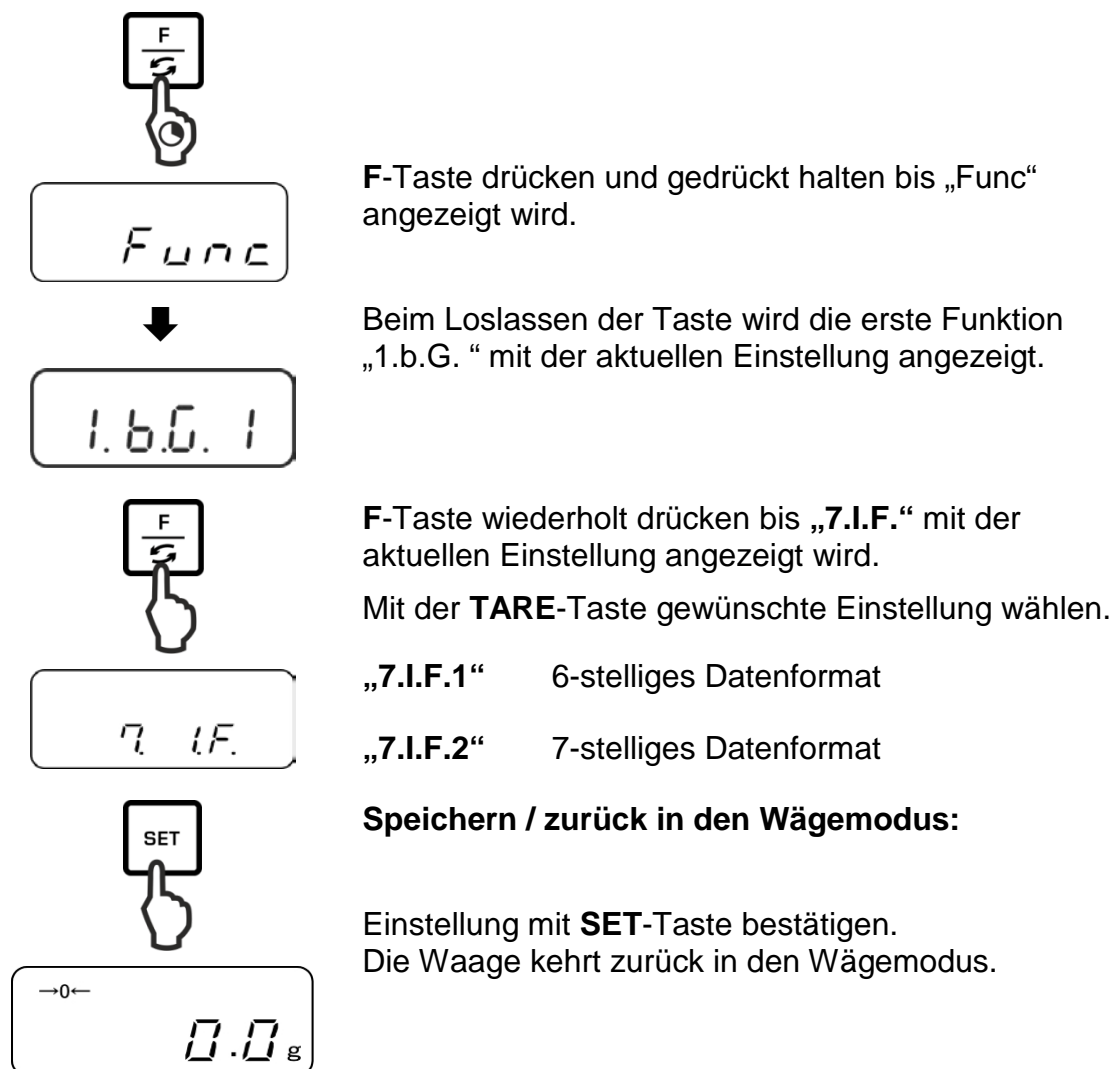 F
F-Taste drücken und gedrückt halten bis „Func“
angezeigt wird.
Func
Beim Loslassen der Taste wird die erste Funktion
„1.b.G. “ mit der aktuellen Einstellung angezeigt.
1.b.G. 1
F
F-Taste wiederholt drücken bis „7.I.F.“ mit der
aktuellen Einstellung angezeigt wird.
Mit der TARE-Taste gewünschte Einstellung wählen.
„7.I.F.1“ 6-stelliges Datenformat
7. I.F.
„7.I.F.2“ 7-stelliges Datenformat
Speichern / zurück in den Wägemodus:
SET
Einstellung mit SET-Taste bestätigen.
Die Waage kehrt zurück in den Wägemodus.
→0←
0.0 g